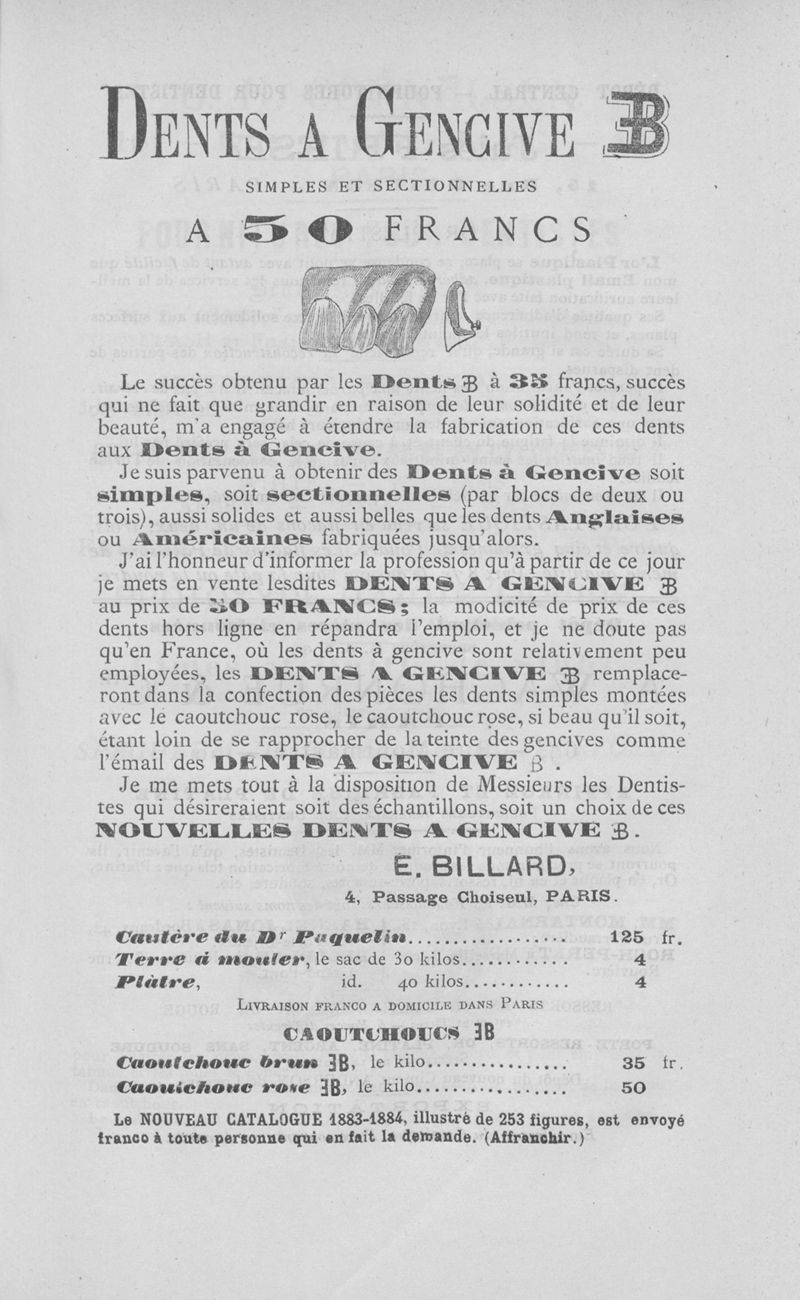 DENTS A GENCIVE EB
SIMPLES ET SECTIONNELLES
A 50 FRANCS
Le succès obtenu par les Dents EB à 35 francs, succès
qui ne fait que grandir en raison de leur solidité et de leur
beauté, m'a engagé à étendre la fabrication de ces dents
aux Dents à Gencive.
Je suis parvenu à obtenir des Dents à Gencive soit
simples, soit sectionnelles (par blocs de deux ou
trois), aussi solides et aussi belles que les dents Anglaises
ou Américaines fabriquées jusqu'alors.
J'ai l'honneur d'informer la profession qu'à partir de ce jour
je mets en vente lesdites DENTS A GENCIVE EB
au prix de 50 FRANCS; la modicité de prix de ces
dents hors ligne en répandra l'emploi, et je ne doute pas
qu'en France, où les dents à gencive sont relativement peu
employées, les DENTS A GENCIVE EB remplace-
ront dans la confection des pièces les dents simples montées
avec le caoutchouc rose, le caoutchouc rose, si beau qu'il soit,
étant loin de se rapprocher de la teinte des gencives comme
l'émail des DENTS A GENCIVE B .
Je me mets tout à la disposition de Messieurs les Dentis-
tes qui désireraient soit des échantillons, soit un choix de ces
NOUVELLES DENTS A GENCIVE EB.
E. BILLARD,
4, Passage Choiseul, PARIS.
Cautère du Dr Paquelin.................. 125 fr.
Terre à mouler, le sac de 30 kilos............ 4
Plâtre, id. 40 kilos............ 4
LIVRAISON FRANCO A DOMICILE DANS PARIS
CAOUTCHOUCS EB
Caoutchouc brun EB, le kilo................ 35 fr.
Caoutchouc rose EB, le kilo................. 50
Le NOUVEAU CATALOGUE 1883-1884, illustré de 253 figures, est envoyé
franco à toute personne qui en fait la demande. (Affranchir.)